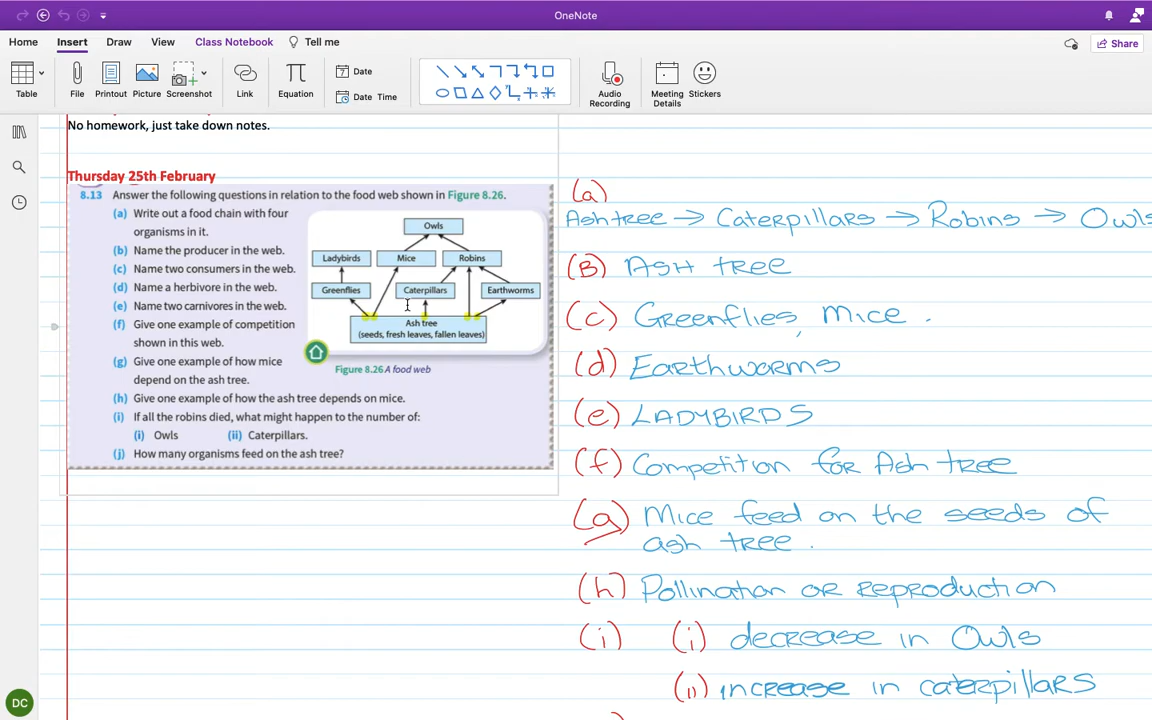 OneNote
Home Insert Draw View Class Notebook Tell me
Share
Table
File
Printout
Picture
Screenshot
Link
Equation
Date
Date Time
Audio
Recording
Meeting
Details
Stickers
No homework, just take down notes.
Thursday 25th February
8.13 Answer the following questions in relation to the food web shown in Figure 8.26.
(a) Write out a food chain with four
organisms in it.
(b) Name the producer in the web.
(c) Name two consumers in the web.
(d) Name a herbivore in the web.
(e) Name two carnivores in the web.
(f) Give one example of competition
shown in this web.
(g) Give one example of how mice
depend on the ash tree.
(h) Give one example of how the ash tree depends on mice.
(i) If all the robins died, what might happen to the number of:
(i) Owls (ii) Caterpillars.
(j) How many organisms feed on the ash tree?
Owls
Ladybirds Mice Robins
Greenflies Caterpillars Earthworms
Ash tree
(seeds, fresh leaves, fallen leaves)
Figure 8.26 A food web
(a)
Ash tree → Caterpillars → Robins → Owls
(B) Ash tree
(c) Greenflies, Mice.
(d) Earthworms
(e) LADYBIRDS
(f) Competition for Ash tree
(g) Mice feed on the seeds of
ash tree.
(h) Pollination or reproduction
(i) (i) decrease in Owls
(ii) increase in caterpillars
DC